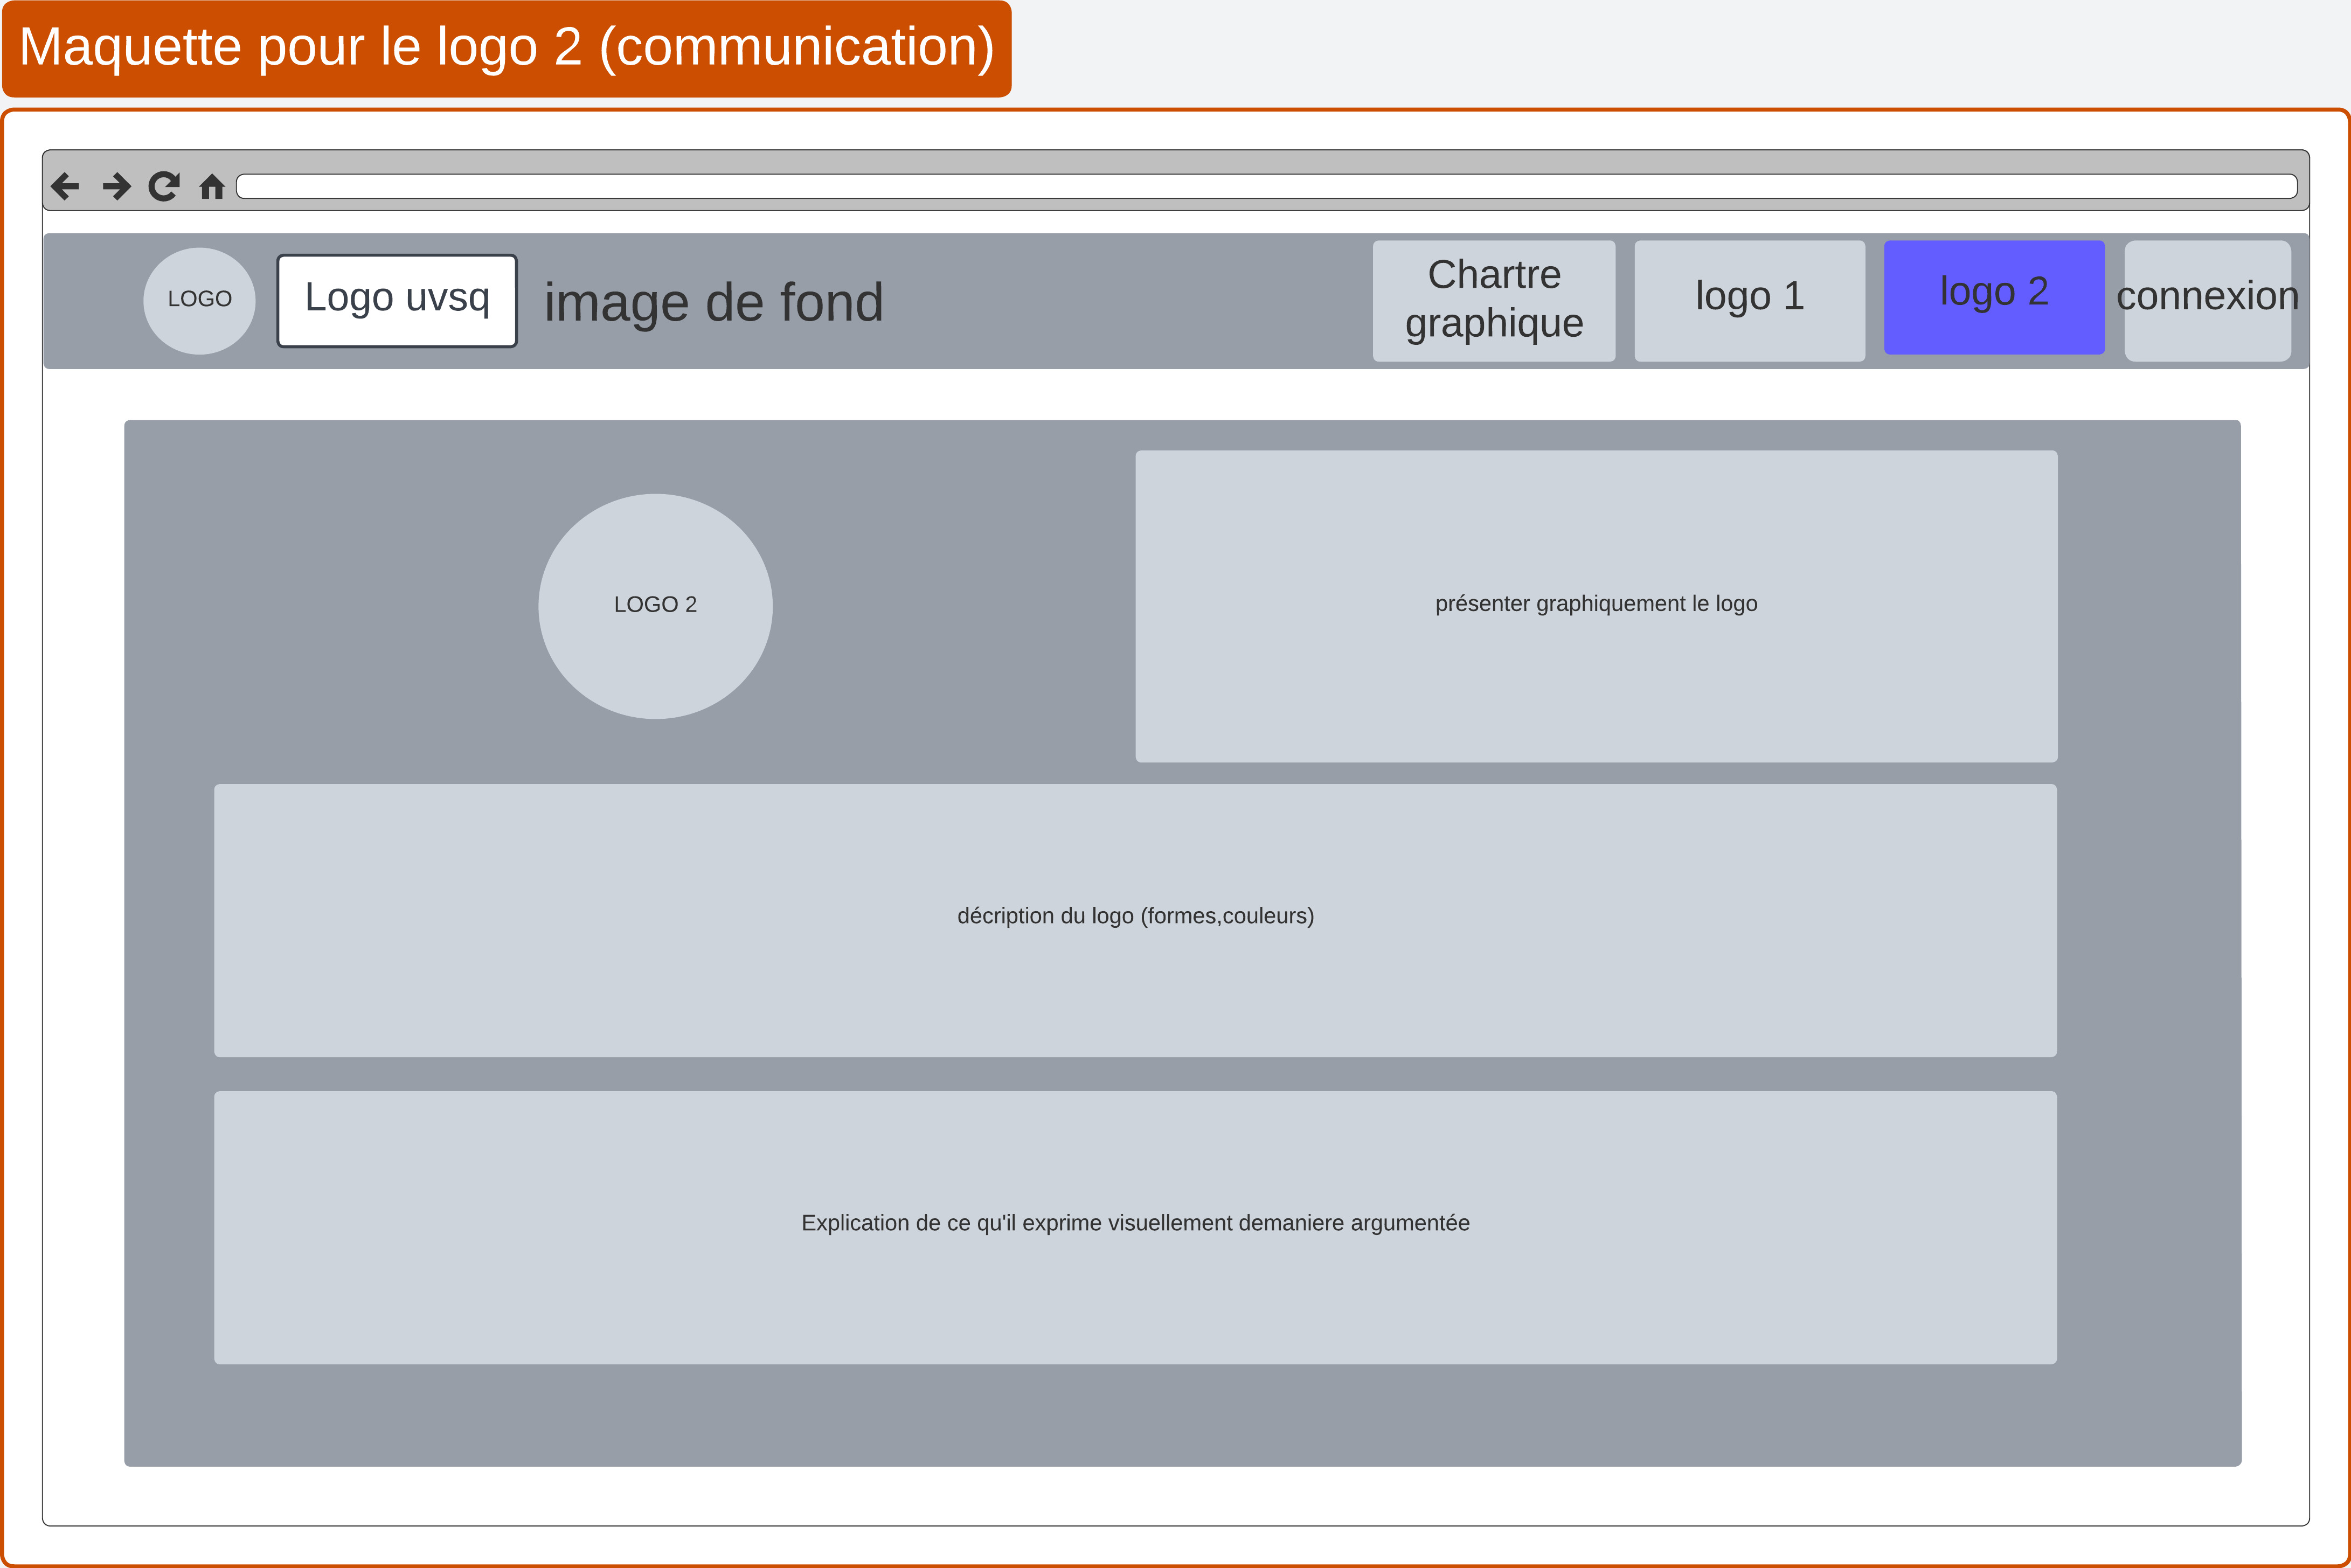 Maquette pour le logo 2 (communication)
LOGO
Logo uvsq
image de fond
Chartre
graphique
logo 1
logo 2
connexion
LOGO 2
présenter graphiquement le logo
décription du logo (formes,couleurs)
Explication de ce qu'il exprime visuellement demaniere argumentée